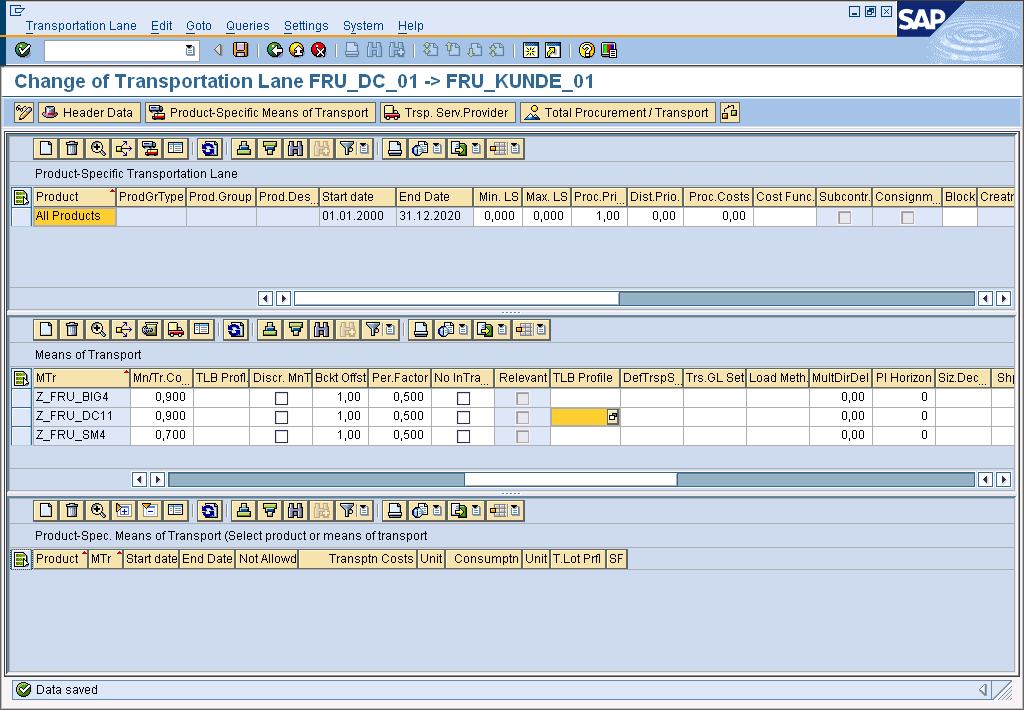 Transportation Lane Edit Goto Queries Settings System Help
SAP
Change of Transportation Lane FRU_DC_01 -> FRU_KUNDE_01
Header Data Product-Specific Means of Transport Trsp. Serv.Provider Total Procurement / Transport
Product-Specific Transportation Lane
Product ProdGrType Prod.Group Prod.Des... Start date End Date Min. LS Max. LS Proc.Pri... Dist.Prio. Proc.Costs Cost Func. Subcontr. Consignm... Block Creatn
All Products 01.01.2000 31.12.2020 0,000 0,000 1,00 0,00 0,00
Means of Transport
MTr Mn/Tr.Co... TLB Profl. Discr. MnT Bckt Offst Per.Factor No InTra... Relevant TLB Profile DefTrspS... Trs.GL Set Load Meth. MultDirDel Pl Horizon Siz.Dec... Shp
Z_FRU_BIG4 0,900 1,00 0,500 0,00 0
Z_FRU_DC11 0,900 1,00 0,500 0,00 0
Z_FRU_SM4 0,700 1,00 0,500 0,00 0
Product-Spec. Means of Transport (Select product or means of transport
Product MTr Start date End Date Not Allowd Transptn Costs Unit Consumptn Unit T.Lot Prfl SF
Data saved